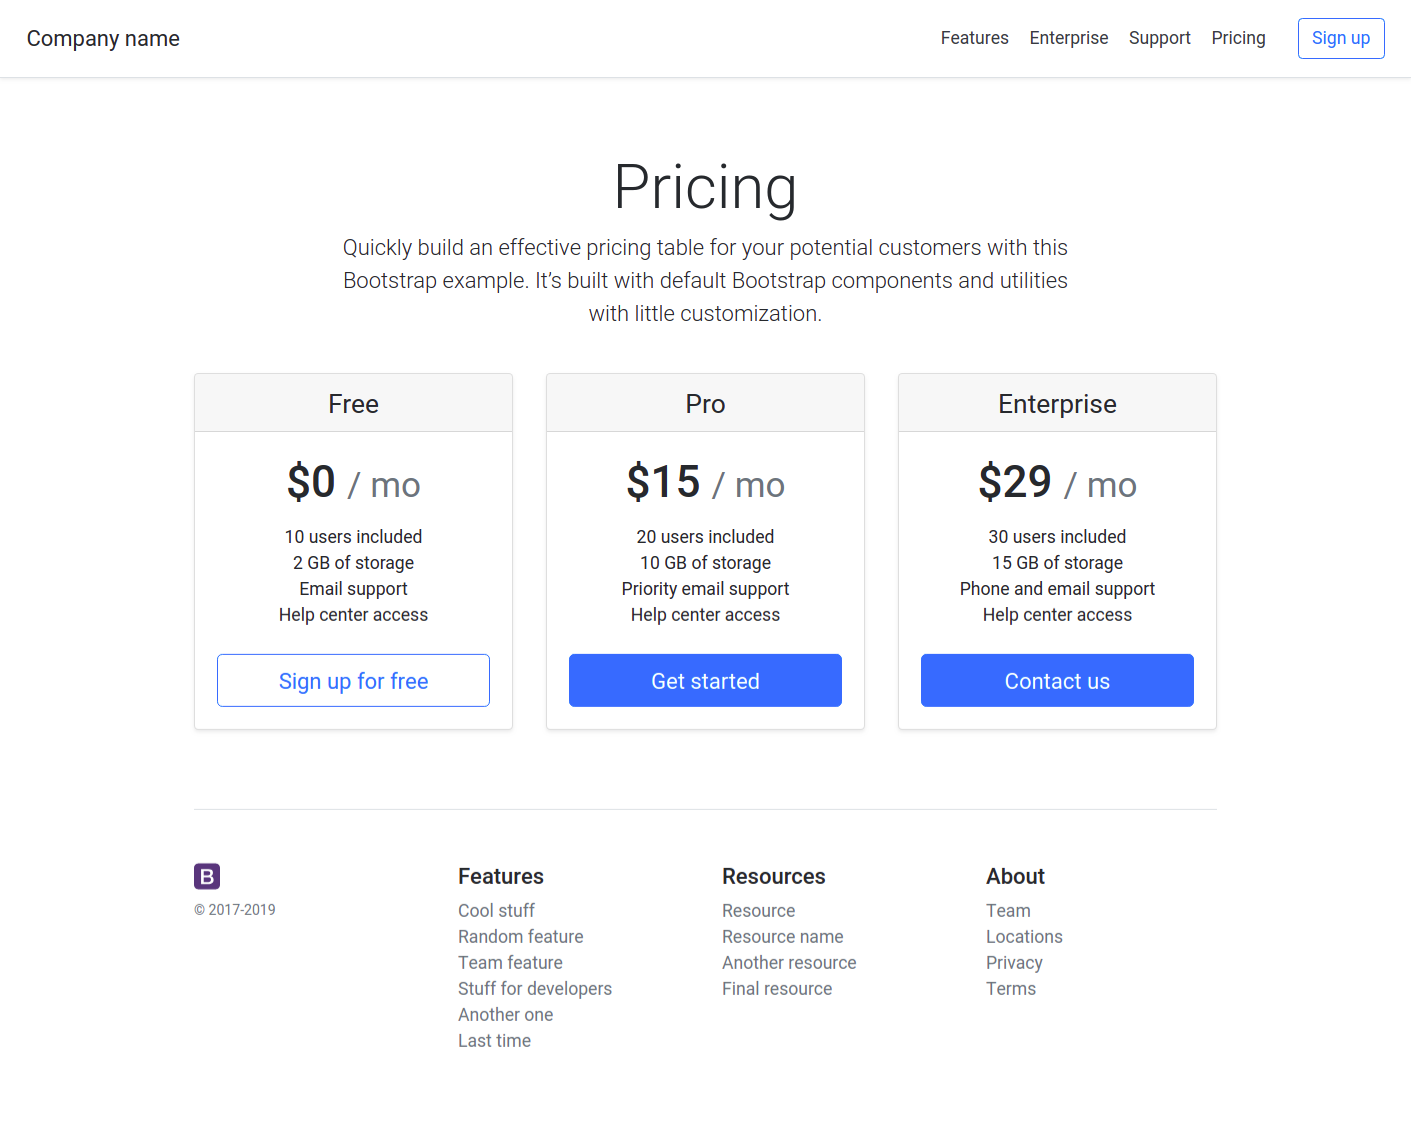 Company name
Features Enterprise Support Pricing Sign up
Pricing
Quickly build an effective pricing table for your potential customers with this
Bootstrap example. It’s built with default Bootstrap components and utilities
with little customization.
Free
$0 / mo
10 users included
2 GB of storage
Email support
Help center access
Sign up for free
Pro
$15 / mo
20 users included
10 GB of storage
Priority email support
Help center access
Get started
Enterprise
$29 / mo
30 users included
15 GB of storage
Phone and email support
Help center access
Contact us
B
© 2017-2019
Features
Cool stuff
Random feature
Team feature
Stuff for developers
Another one
Last time
Resources
Resource
Resource name
Another resource
Final resource
About
Team
Locations
Privacy
Terms